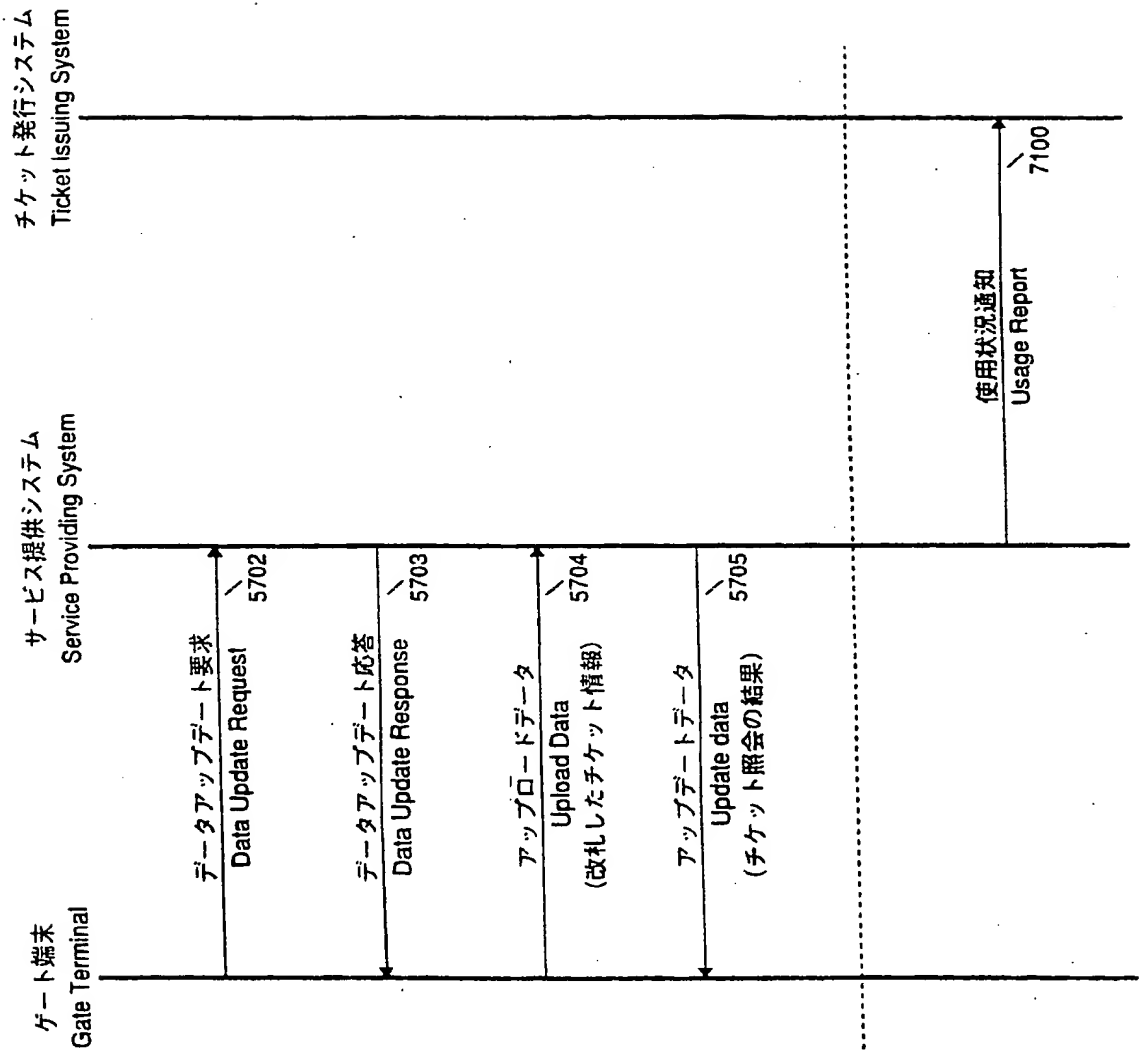 ゲート端末
Gate Terminal
サービス提供システム
Service Providing System
チケット発行システム
Ticket Issuing System
データアップデート要求
Data Update Request
5702
データアップデート応答
Data Update Response
5703
アップロードデータ
Upload Data
(改札したチケット情報)
5704
アップデートデータ
Update data
(チケット照会の結果)
5705
使用状況通知
Usage Report
7100